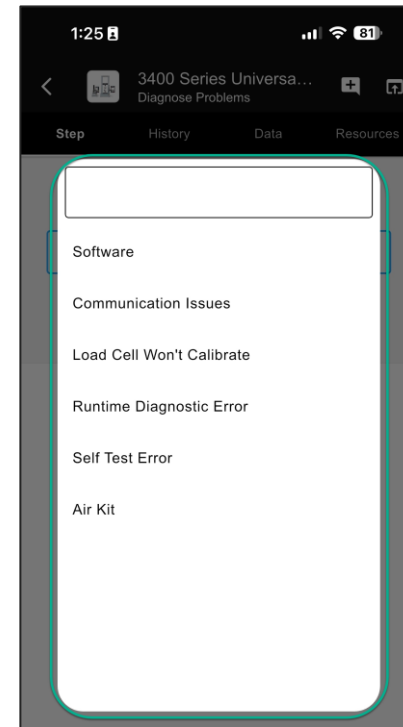 1:25
81
3400 Series Universa...
Diagnose Problems
Step
History
Data
Resources
Software
Communication Issues
Load Cell Won't Calibrate
Runtime Diagnostic Error
Self Test Error
Air Kit